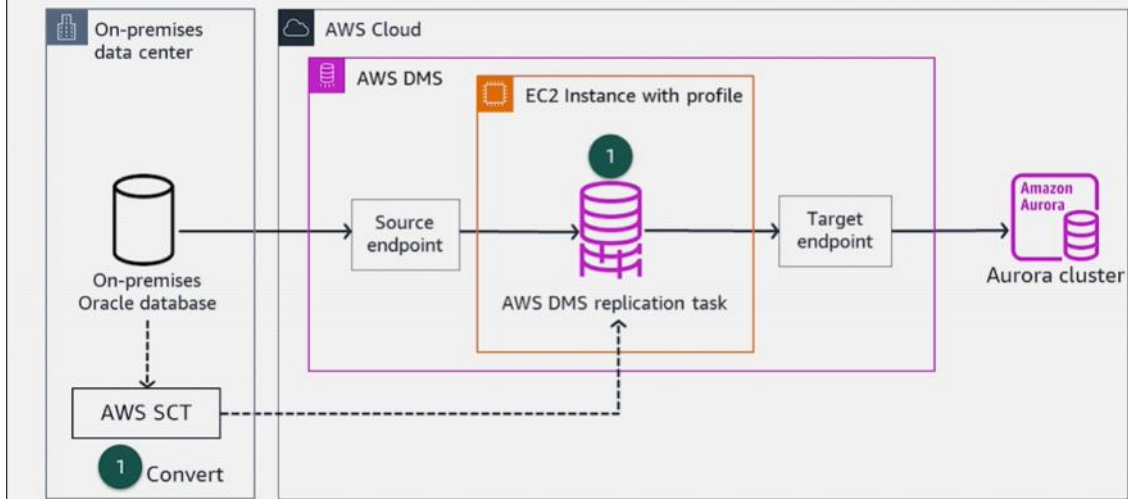 On-premises
data center
AWS Cloud
AWS DMS
EC2 Instance with profile
1
Source
endpoint
Target
endpoint
Amazon
Aurora
Aurora cluster
On-premises
Oracle database
AWS DMS replication task
AWS SCT
1 Convert